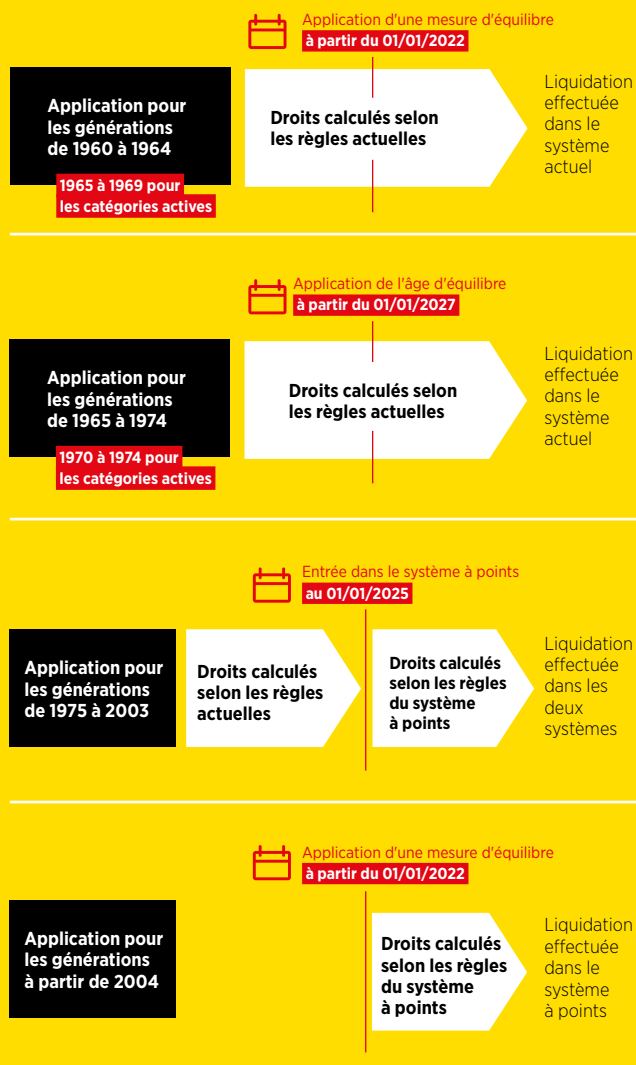 Application d'une mesure d'équilibre
à partir du 01/01/2022
Application pour
les générations
de 1960 à 1964
1965 à 1969 pour
les catégories actives
Droits calculés selon
les règles actuelles
Liquidation
effectuée
dans le
système
actuel
Application de l'âge d'équilibre
à partir du 01/01/2027
Application pour
les générations
de 1965 à 1974
1970 à 1974 pour
les catégories actives
Droits calculés selon
les règles actuelles
Liquidation
effectuée
dans le
système
actuel
Entrée dans le système à points
au 01/01/2025
Application pour
les générations
de 1975 à 2003
Droits calculés
selon les règles
actuelles
Droits calculés
selon les règles
du système
à points
Liquidation
effectuée
dans les
deux
systèmes
Application d'une mesure d'équilibre
à partir du 01/01/2022
Application pour
les générations
à partir de 2004
Droits calculés
selon les règles
du système
à points
Liquidation
effectuée
dans le
système
à points